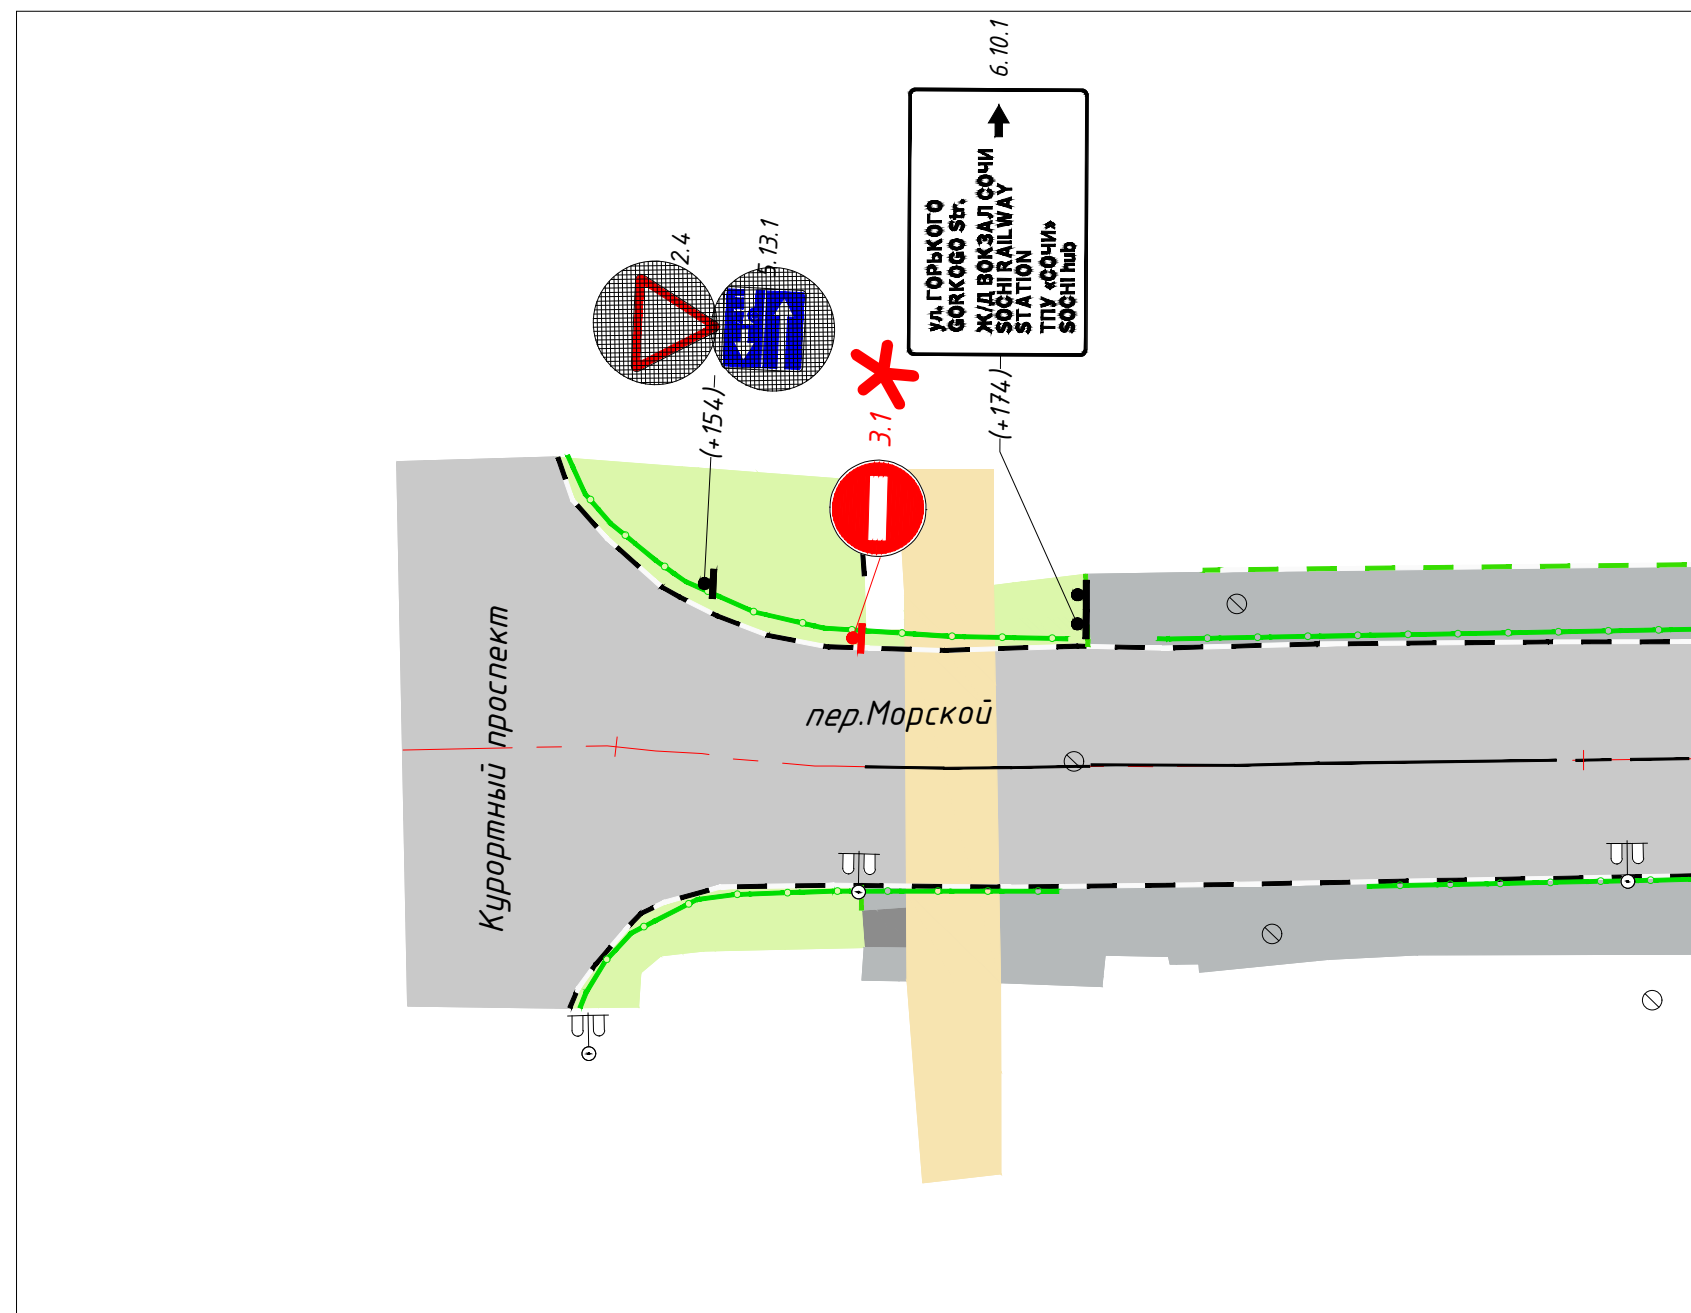 6.10.1
ул. ГОРЬКОГО
GORKOGO Str.
Ж/Д ВОКЗАЛ СОЧИ
SOCHI RAILWAY
STATION
ТПУ «СОЧИ»
SOCHI hub
2.4
5.13.1
(+154)
3.1
(+174)
пер.Морской
Курортный проспект